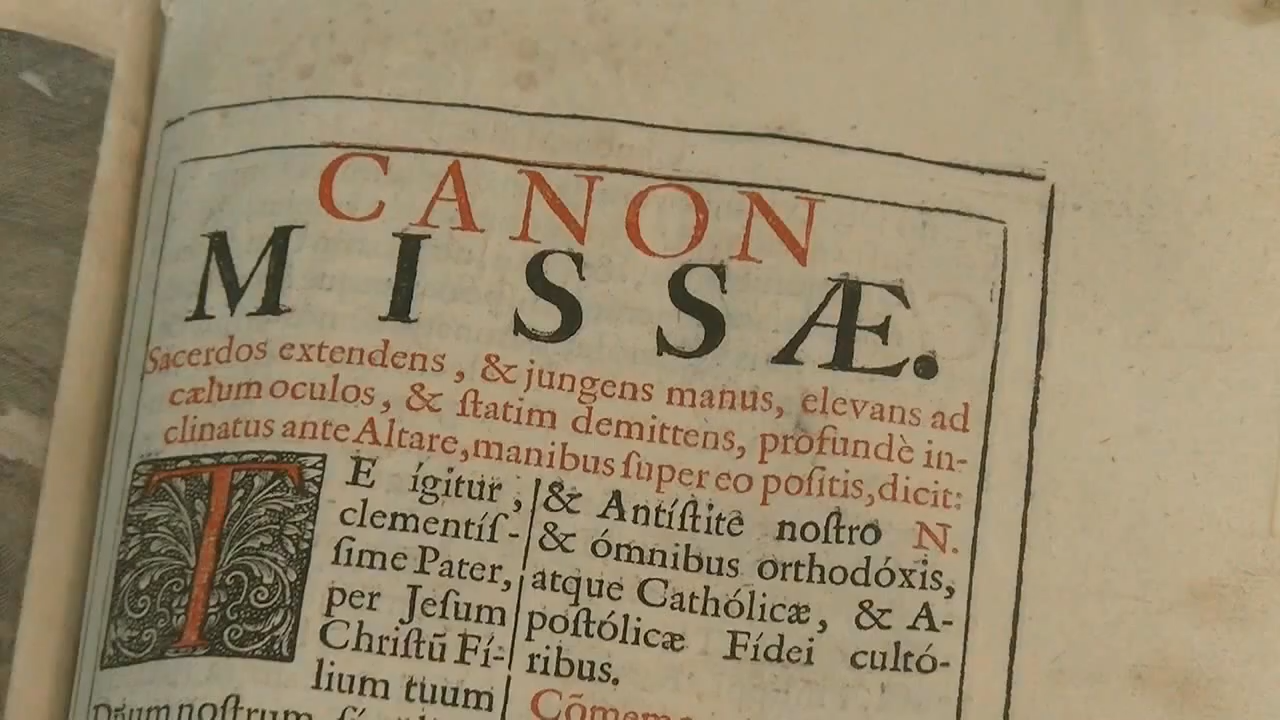 CANON
MISSÆ.
Sacerdos extendens, & jungens manus, elevans ad
cælum oculos, & ſtatim demittens, profundè in-
clinatus ante Altare, manibus ſuper eo poſitis, dicit:
TE ígitur,
clementíſ-
ſime Pater,
per Jeſum
Chriſtū Fí-
lium tuum
noſtrum
& Antíſtite noſtro N.
& ómnibus orthodóxis,
atque Cathólicæ, & A-
poſtólicæ Fídei cultó-
ribus.